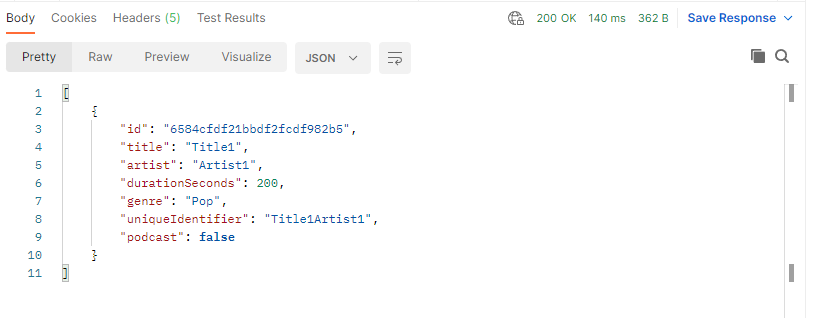 Body Cookies Headers (5) Test Results 200 OK 140 ms 362 B Save Response
Pretty Raw Preview Visualize JSON
1 [
2 {
3 "id": "6584cfdf21bbdf2fcdf982b5",
4 "title": "Title1",
5 "artist": "Artist1",
6 "durationSeconds": 200,
7 "genre": "Pop",
8 "uniqueIdentifier": "Title1Artist1",
9 "podcast": false
10 }
11 ]